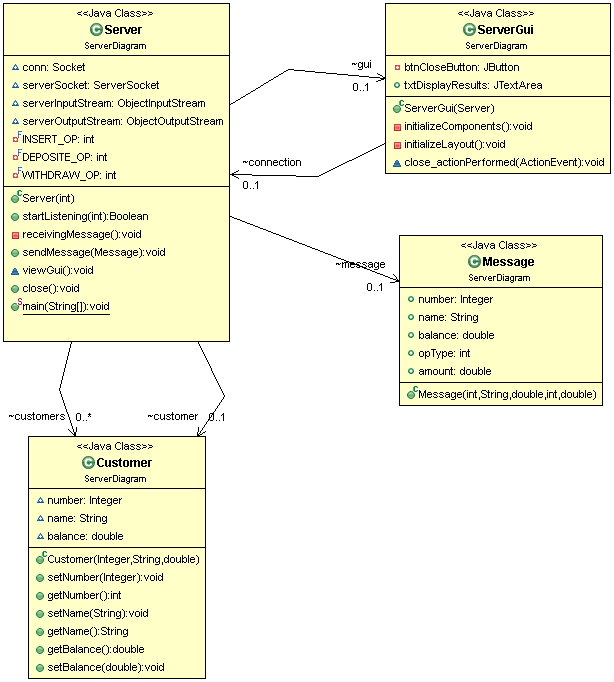 <<Java Class>>
C Server
ServerDiagram
conn: Socket
serverSocket: ServerSocket
serverInputStream: ObjectInputStream
serverOutputStream: ObjectOutputStream
F INSERT_OP: int
F DEPOSITE_OP: int
F WITHDRAW_OP: int
C Server(int)
startListening(int):Boolean
receivingMessage():void
sendMessage(Message):void
viewGui():void
close():void
S main(String[]):void
~gui
0..1
~connection
0..1
<<Java Class>>
C ServerGui
ServerDiagram
btnCloseButton: JButton
txtDisplayResults: JTextArea
C ServerGui(Server)
initializeComponents():void
initializeLayout():void
close_actionPerformed(ActionEvent):void
~message
0..1
<<Java Class>>
C Message
ServerDiagram
number: Integer
name: String
balance: double
opType: int
amount: double
C Message(int,String,double,int,double)
~customers 0..* ~customer 0..1
<<Java Class>>
C Customer
ServerDiagram
number: Integer
name: String
balance: double
C Customer(Integer,String,double)
setNumber(Integer):void
getNumber():int
setName(String):void
getName():String
getBalance():double
setBalance(double):void